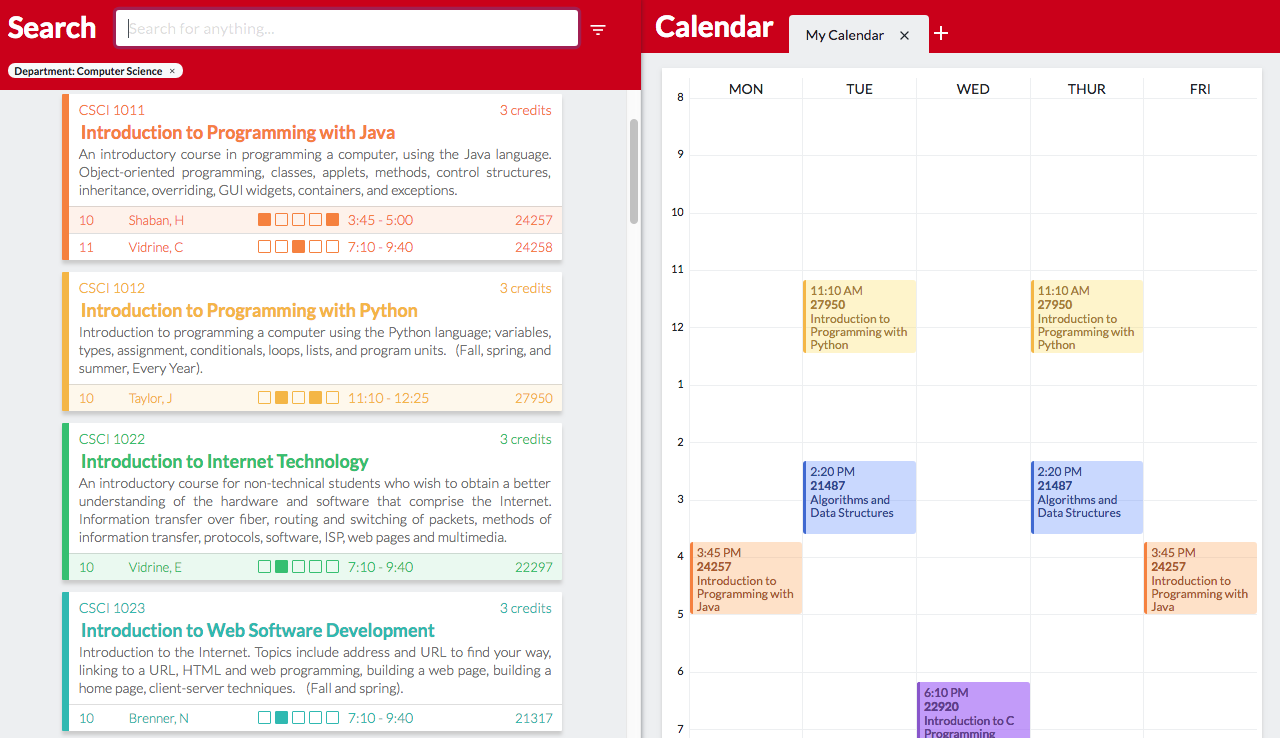 Search
Search for anything...
Department: Computer Science ×
CSCI 1011 3 credits
Introduction to Programming with Java
An introductory course in programming a computer, using the Java language.
Object-oriented programming, classes, applets, methods, control structures,
inheritance, overriding, GUI widgets, containers, and exceptions.
10 Shaban, H 3:45 - 5:00 24257
11 Vidrine, C 7:10 - 9:40 24258
CSCI 1012 3 credits
Introduction to Programming with Python
Introduction to programming a computer using the Python language; variables,
types, assignment, conditionals, loops, lists, and program units. (Fall, spring, and
summer, Every Year).
10 Taylor, J 11:10 - 12:25 27950
CSCI 1022 3 credits
Introduction to Internet Technology
An introductory course for non-technical students who wish to obtain a better
understanding of the hardware and software that comprise the Internet.
Information transfer over fiber, routing and switching of packets, methods of
information transfer, protocols, software, ISP, web pages and multimedia.
10 Vidrine, E 7:10 - 9:40 22297
CSCI 1023 3 credits
Introduction to Web Software Development
Introduction to the Internet. Topics include address and URL to find your way,
linking to a URL, HTML and web programming, building a web page, building a
home page, client-server techniques. (Fall and spring).
10 Brenner, N 7:10 - 9:40 21317
Calendar
My Calendar × +
MON TUE WED THUR FRI
8
9
10
11
11:10 AM
27950
Introduction to
Programming with
Python
11:10 AM
27950
Introduction to
Programming with
Python
12
1
2
2:20 PM
21487
Algorithms and
Data Structures
2:20 PM
21487
Algorithms and
Data Structures
3
3:45 PM
24257
Introduction to
Programming with
Java
3:45 PM
24257
Introduction to
Programming with
Java
4
5
6
6:10 PM
22920
Introduction to C
Programming
7